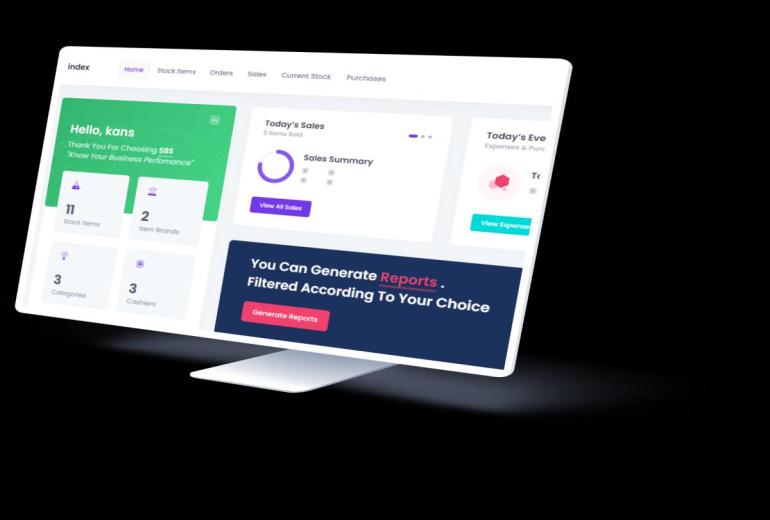 index
Home
Stock Items
Orders
Sales
Current Stock
Purchases
Hello, kans
Thank You For Choosing SBS
"Know Your Business Perfomance"
11
Stock Items
2
Item Brands
3
Categories
3
Cashiers
Today's Sales
0 Items Sold
Sales Summary
View All Sales
Today's Eve
Expenses & Purc
To
View Expense
You Can Generate Reports .
Filtered According To Your Choice
Generate Reports